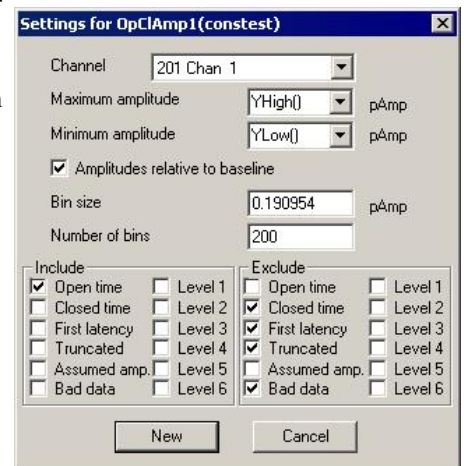 Settings for OpClAmp1(constest)
Channel 201 Chan 1
Maximum amplitude YHigh() pAmp
Minimum amplitude YLow() pAmp
Amplitudes relative to baseline
Bin size 0.190954 pAmp
Number of bins 200
Include Exclude
Open time Level 1 Open time Level 1
Closed time Level 2 Closed time Level 2
First latency Level 3 First latency Level 3
Truncated Level 4 Truncated Level 4
Assumed amp. Level 5 Assumed amp. Level 5
Bad data Level 6 Bad data Level 6
New Cancel